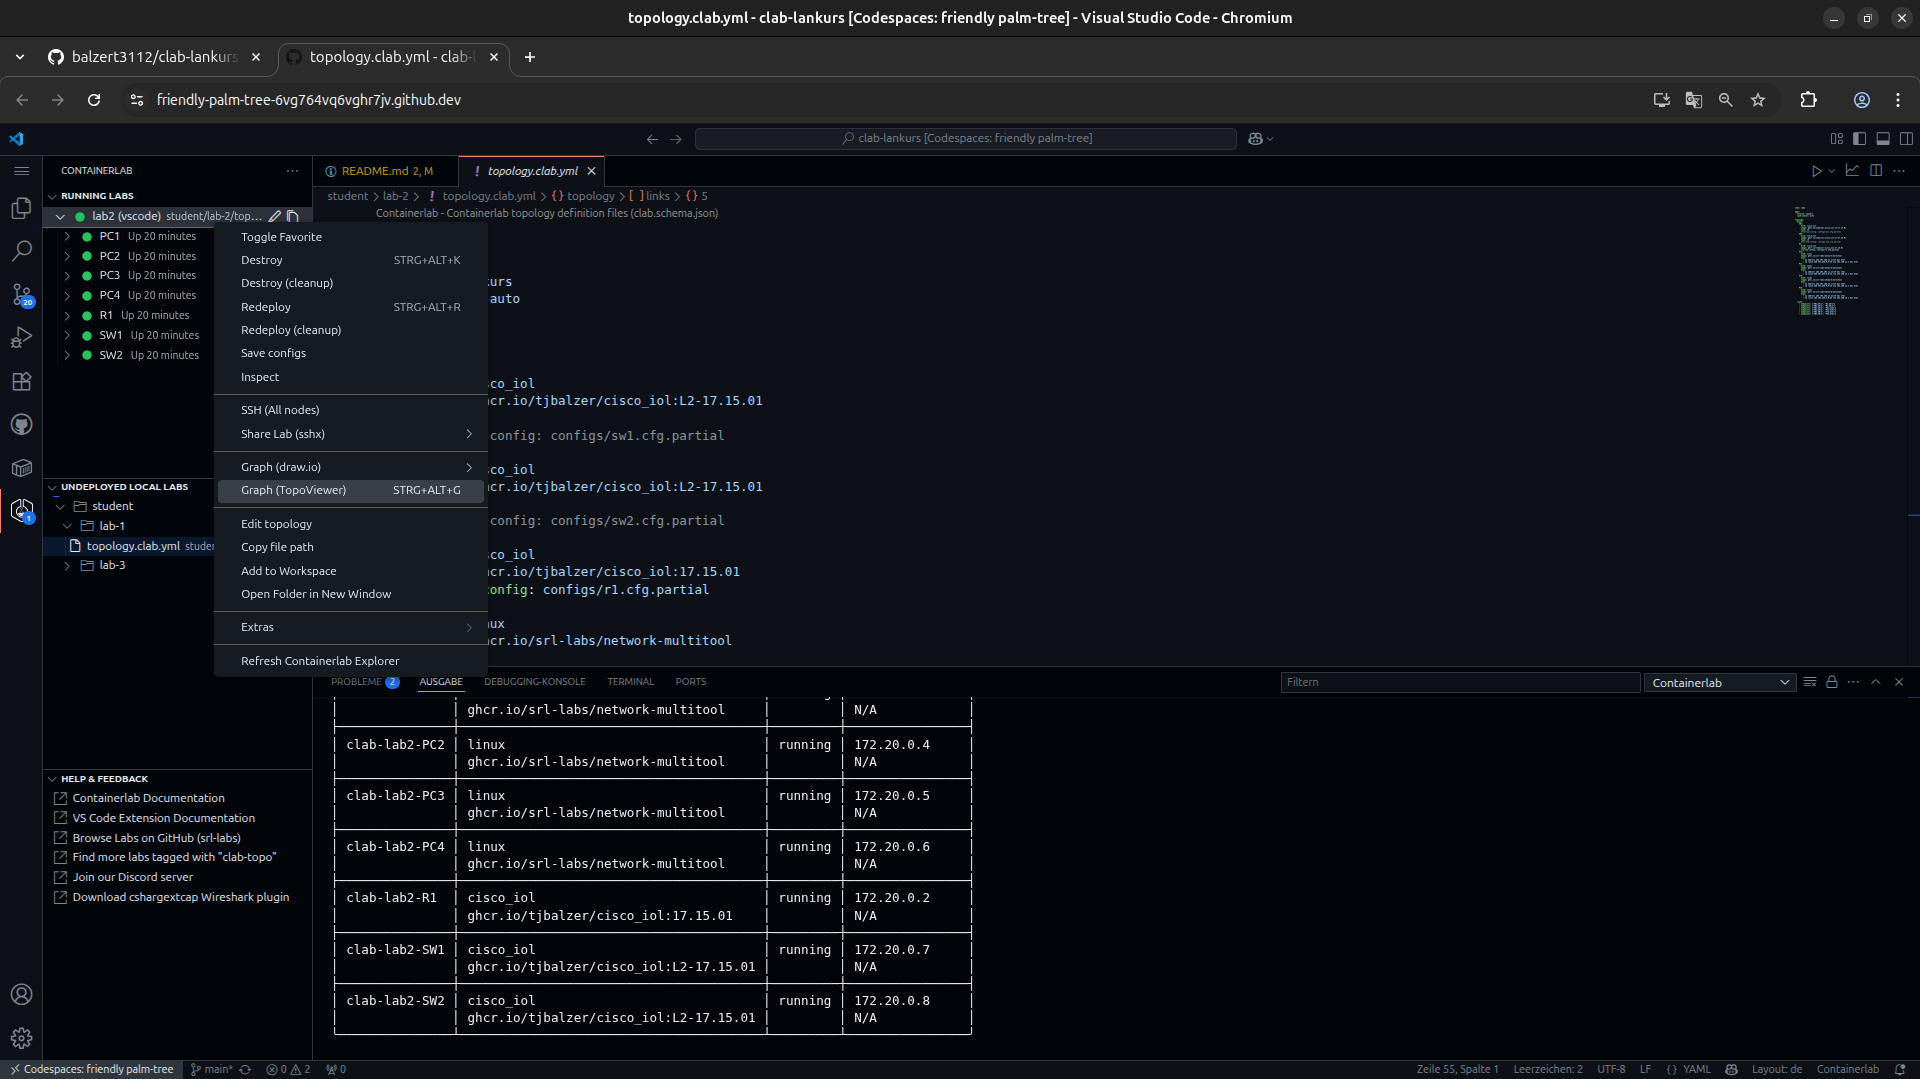 topology.clab.yml - clab-lankurs [Codespaces: friendly palm-tree] - Visual Studio Code - Chromium
balzert3112/clab-lankurs
topology.clab.yml - clab-l
friendly-palm-tree-6vg764vq6vghr7jv.github.dev
clab-lankurs [Codespaces: friendly palm-tree]
CONTAINERLAB
README.md 2, M
! topology.clab.yml
RUNNING LABS
student > lab-2 > ! topology.clab.yml > {} topology > [ ] links > {} 5
lab2 (vscode) student/lab-2/top...
Containerlab - Containerlab topology definition files (clab.schema.json)
PC1 Up 20 minutes
PC2 Up 20 minutes
PC3 Up 20 minutes
PC4 Up 20 minutes
R1 Up 20 minutes
SW1 Up 20 minutes
SW2 Up 20 minutes
20
Toggle Favorite
Destroy STRG+ALT+K
Destroy (cleanup)
Redeploy STRG+ALT+R
Redeploy (cleanup)
Save configs
Inspect
SSH (All nodes)
Share Lab (sshx)
Graph (draw.io)
Graph (TopoViewer) STRG+ALT+G
Edit topology
Copy file path
Add to Workspace
Open Folder in New Window
Extras
Refresh Containerlab Explorer
urs
auto
co_iol
cr.io/tjbalzer/cisco_iol:L2-17.15.01
config: configs/sw1.cfg.partial
co_iol
cr.io/tjbalzer/cisco_iol:L2-17.15.01
config: configs/sw2.cfg.partial
co_iol
cr.io/tjbalzer/cisco_iol:17.15.01
onfig: configs/r1.cfg.partial
ux
cr.io/srl-labs/network-multitool
UNDEPLOYED LOCAL LABS
student
lab-1
topology.clab.yml studen
lab-3
1
HELP & FEEDBACK
Containerlab Documentation
VS Code Extension Documentation
Browse Labs on GitHub (srl-labs)
Find more labs tagged with "clab-topo"
Join our Discord server
Download cshargextcap Wireshark plugin
PROBLEME 2 AUSGABE DEBUGGING-KONSOLE TERMINAL PORTS
Filtern
Containerlab
ghcr.io/srl-labs/network-multitool N/A
clab-lab2-PC2 linux running 172.20.0.4
ghcr.io/srl-labs/network-multitool N/A
clab-lab2-PC3 linux running 172.20.0.5
ghcr.io/srl-labs/network-multitool N/A
clab-lab2-PC4 linux running 172.20.0.6
ghcr.io/srl-labs/network-multitool N/A
clab-lab2-R1 cisco_iol running 172.20.0.2
ghcr.io/tjbalzer/cisco_iol:17.15.01 N/A
clab-lab2-SW1 cisco_iol running 172.20.0.7
ghcr.io/tjbalzer/cisco_iol:L2-17.15.01 N/A
clab-lab2-SW2 cisco_iol running 172.20.0.8
ghcr.io/tjbalzer/cisco_iol:L2-17.15.01 N/A
Codespaces: friendly palm-tree main* 0 2 0
Zeile 55, Spalte 1 Leerzeichen: 2 UTF-8 LF {} YAML Layout: de Containerlab